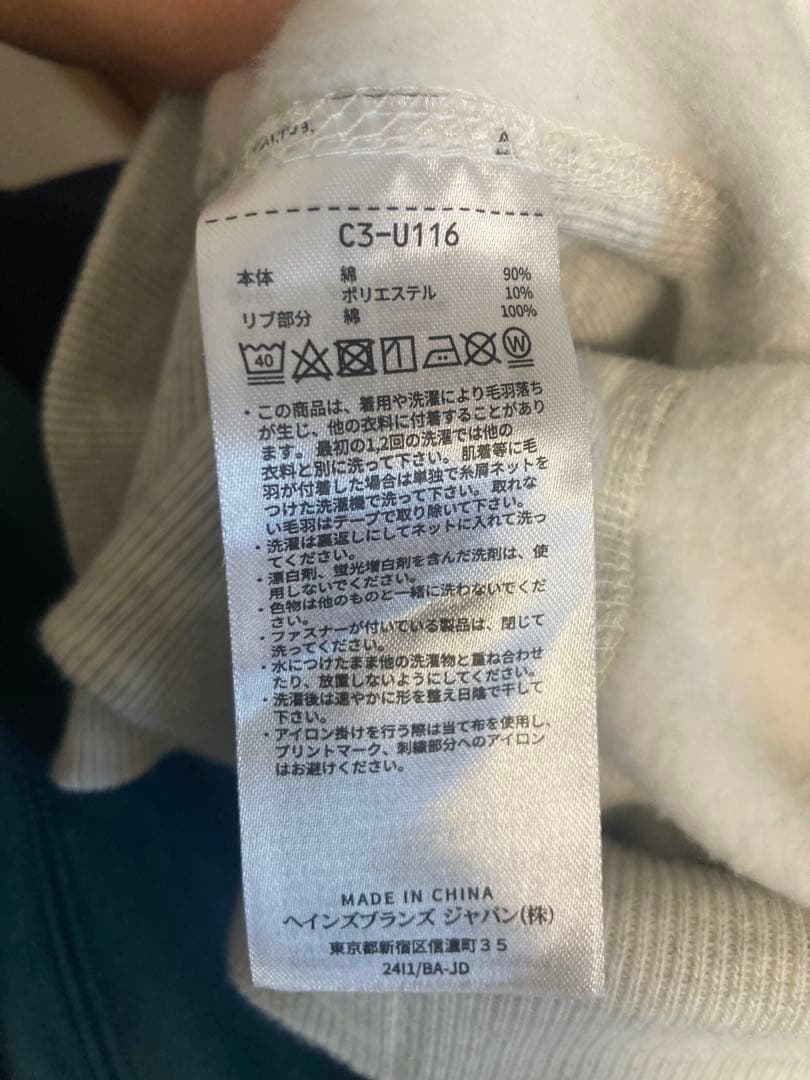 C3-U116
本体 綿 90%
ポリエステル 10%
リブ部分 綿 100%
40
W
・この商品は、着用や洗濯により毛羽落ち
が生じ、他の衣料に付着することがあり
ます。最初の1,2回の洗濯では他の
衣料と別に洗って下さい。肌着等に毛
羽が付着した場合は単独で糸屑ネットを
つけた洗濯機で洗って下さい。取れな
い毛羽はテープで取り除いて下さい。
・洗濯は裏返しにしてネットに入れて洗っ
てください。
・漂白剤、蛍光増白剤を含んだ洗剤は、使
用しないでください。
・色物は他のものと一緒に洗わないでくだ
さい。
・ファスナーが付いている製品は、閉じて
洗ってください。
・水につけたまま他の洗濯物と重ね合わせ
たり、放置しないようにしてください。
・洗濯後は速やかに形を整え日陰で干して
下さい。
・アイロン掛けを行う際は当て布を使用し、
プリントマーク、刺繍部分へのアイロン
はお避けください。
MADE IN CHINA
ヘインズブランズ ジャパン(株)
東京都新宿区信濃町35
24I1/BA-JD